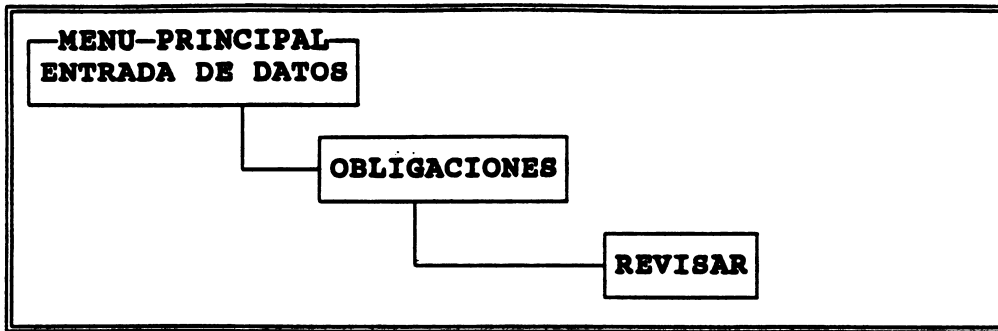 MENU-PRINCIPAL
ENTRADA DE DATOS
OBLIGACIONES
REVISAR